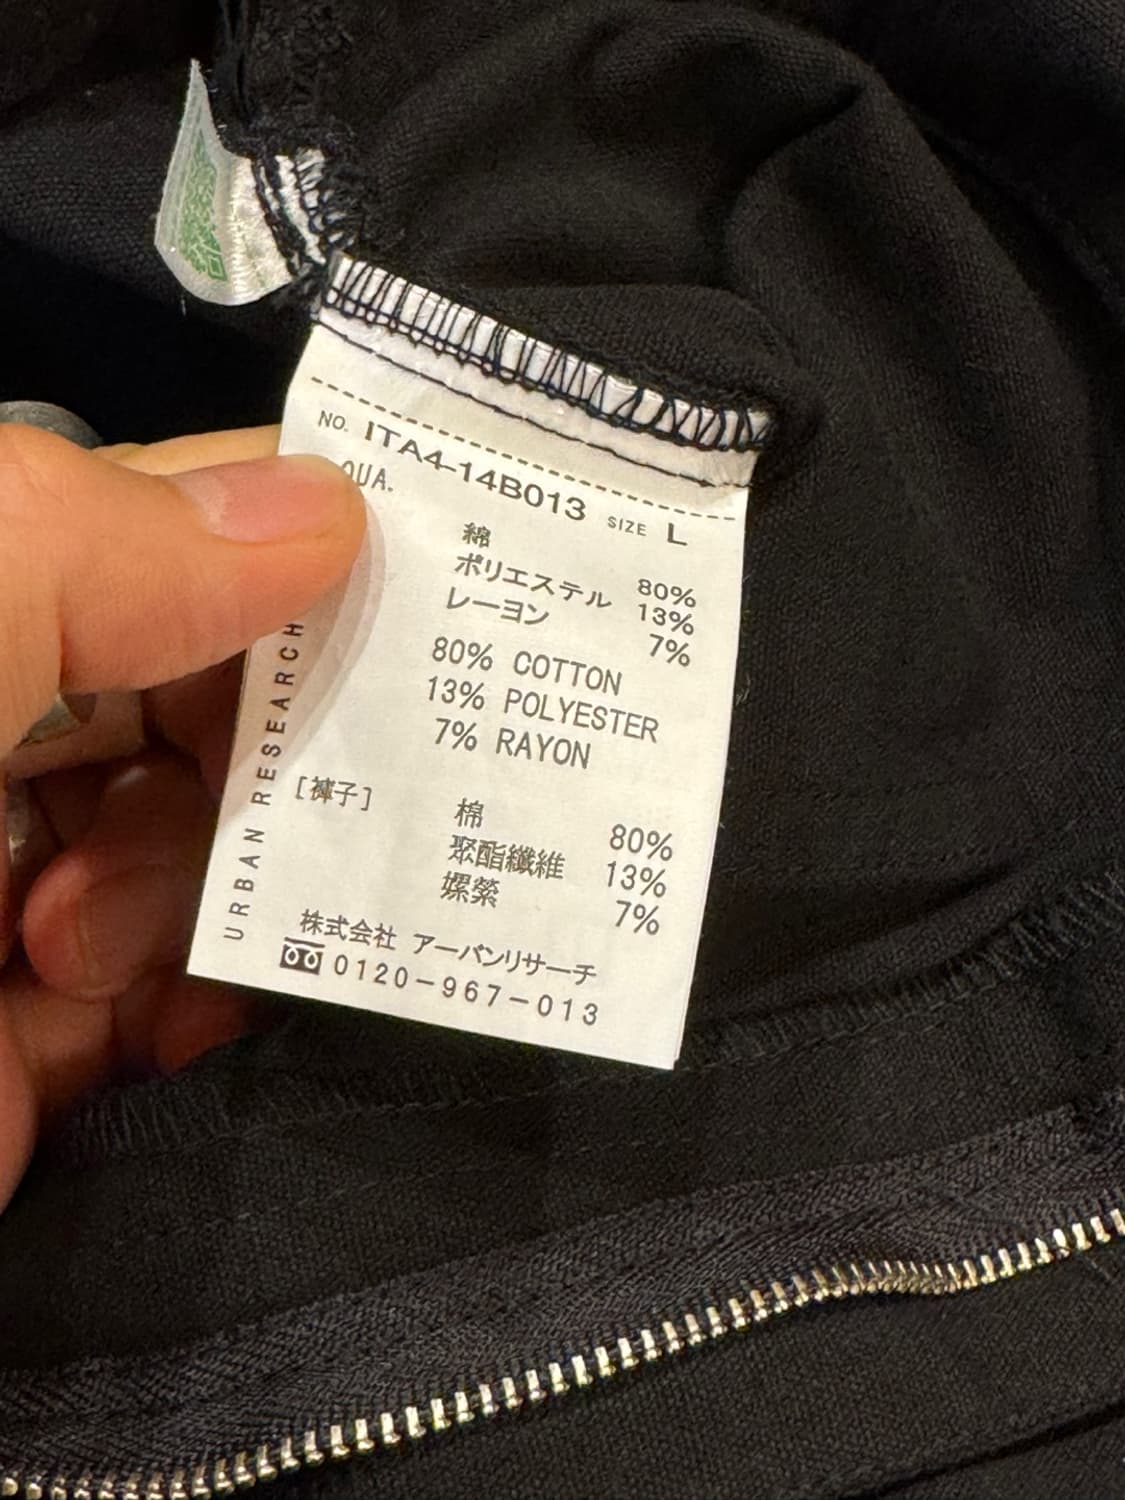 NO. ITA4-14B013 SIZE L
QUA.
綿 80%
ポリエステル 13%
レーヨン 7%
80% COTTON
13% POLYESTER
7% RAYON
[褲子]
棉 80%
聚酯纖維 13%
嫘縈 7%
株式会社 アーバンリサーチ
0120-967-013
URBAN RESEARCH